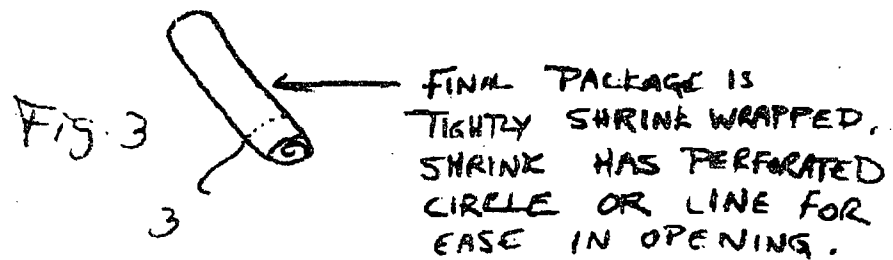 Fig. 3
3
FINAL PACKAGE IS
TIGHTLY SHRINK WRAPPED.
SHRINK HAS PERFORATED
CIRCLE OR LINE FOR
EASE IN OPENING.